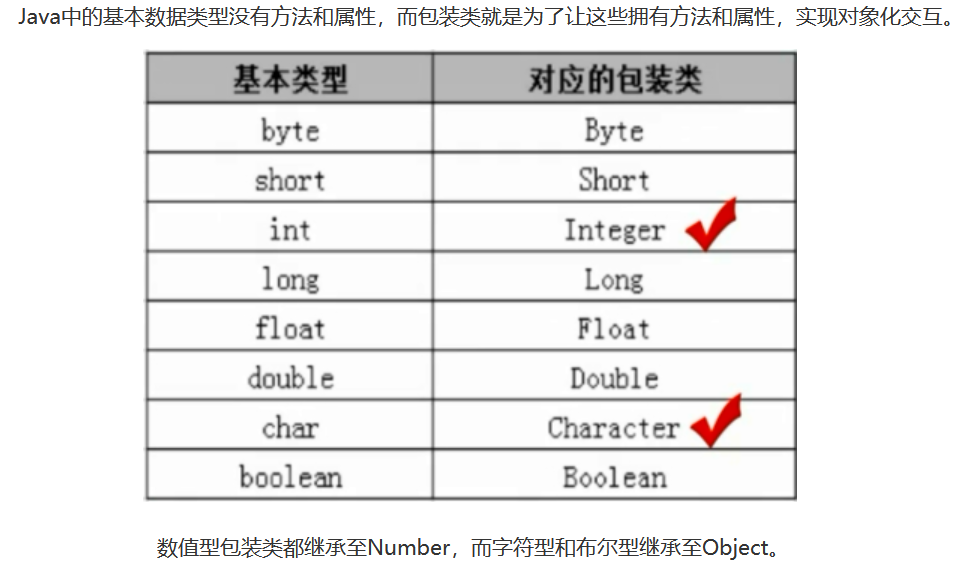 Java中的基本数据类型没有方法和属性，而包装类就是为了让这些拥有方法和属性，实现对象化交互。
基本类型 对应的包装类
byte Byte
short Short
int Integer
long Long
float Float
double Double
char Character
boolean Boolean
数值型包装类都继承至Number，而字符型和布尔型继承至Object。